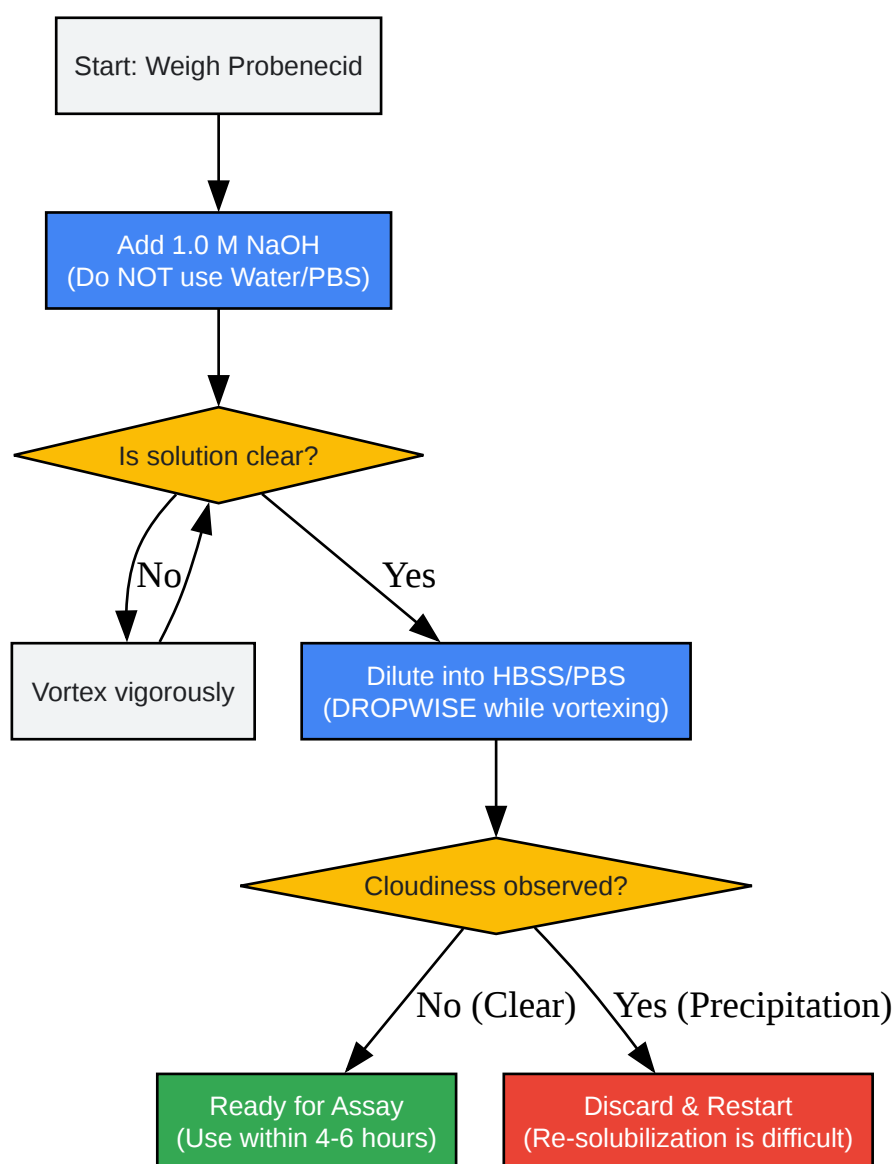 Start: Weigh Probenecid
Add 1.0 M NaOH
(Do NOT use Water/PBS)
Is solution clear?
No
Yes
Vortex vigorously
Dilute into HBSS/PBS
(DROPWISE while vortexing)
Cloudiness observed?
No (Clear)
Yes (Precipitation)
Ready for Assay
(Use within 4-6 hours)
Discard & Restart
(Re-solubilization is difficult)